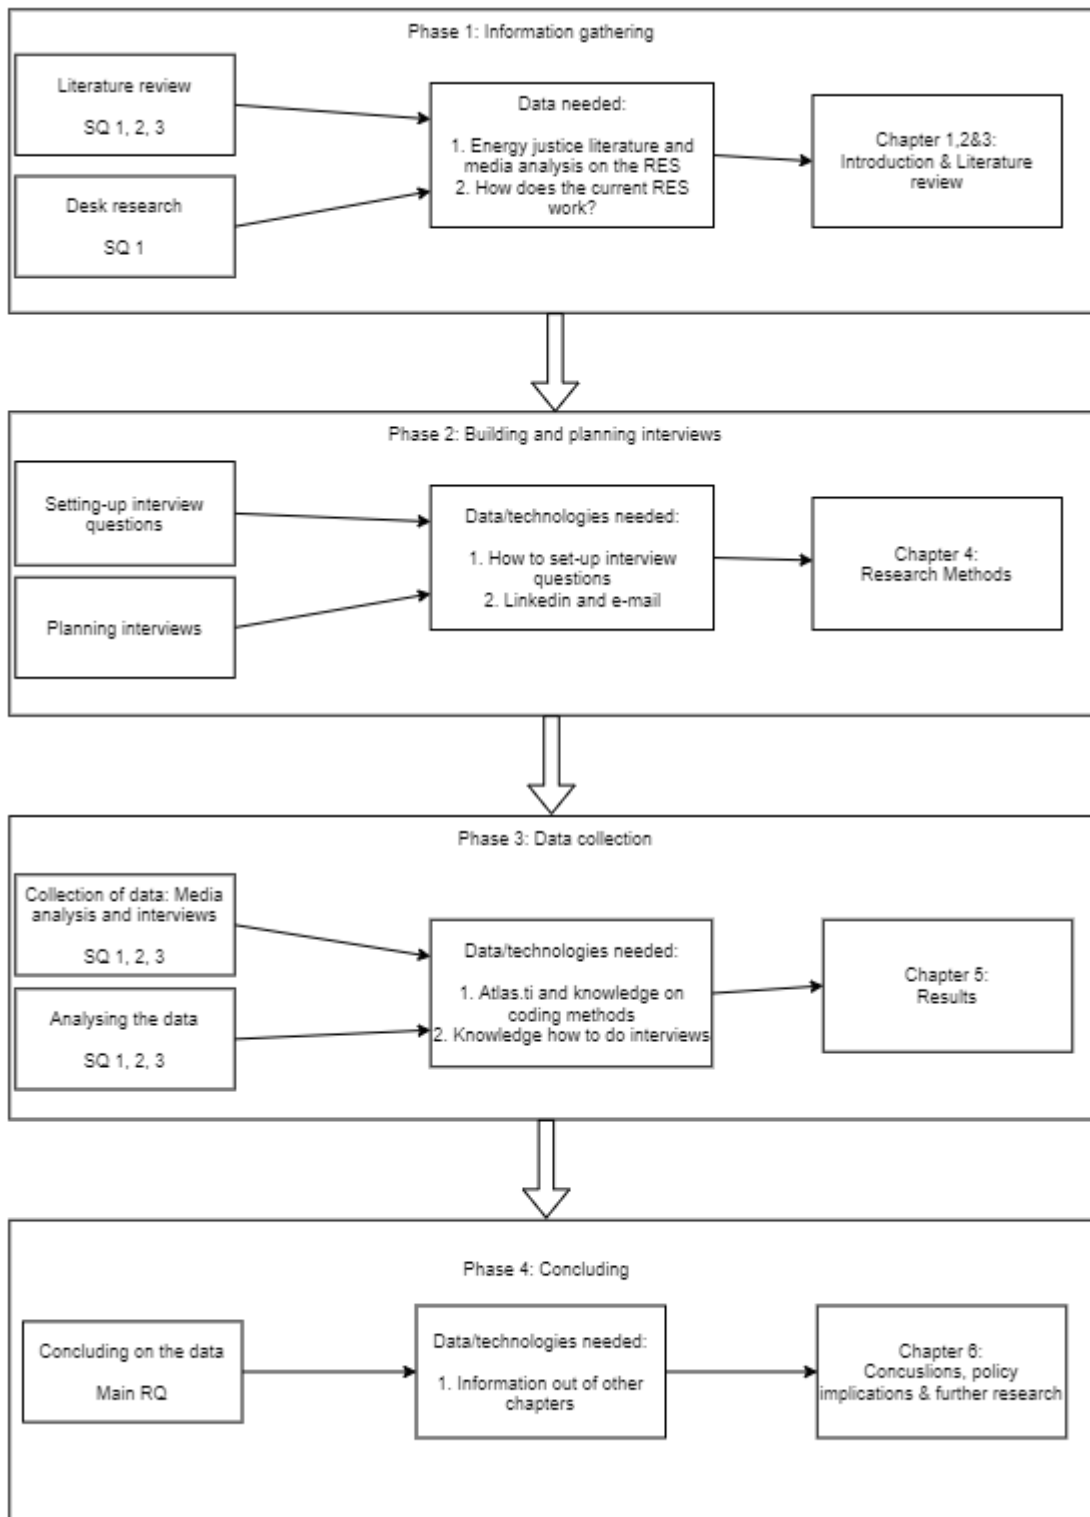 Phase 1: Information gathering
Literature review
SQ 1, 2, 3
Desk research
SQ 1
Data needed:
1. Energy justice literature and
media analysis on the RES
2. How does the current RES
work?
Chapter 1,2&3:
Introduction & Literature
review
Phase 2: Building and planning interviews
Setting-up interview
questions
Planning interviews
Data/technologies needed:
1. How to set-up interview
questions
2. Linkedin and e-mail
Chapter 4:
Research Methods
Phase 3: Data collection
Collection of data: Media
analysis and interviews
SQ 1, 2, 3
Analysing the data
SQ 1, 2, 3
Data/technologies needed:
1. Atlas.ti and knowledge on
coding methods
2. Knowledge how to do interviews
Chapter 5:
Results
Phase 4: Concluding
Concluding on the data
Main RQ
Data/technologies needed:
1. Information out of other
chapters
Chapter 6:
Concuslions, policy
implications & further research